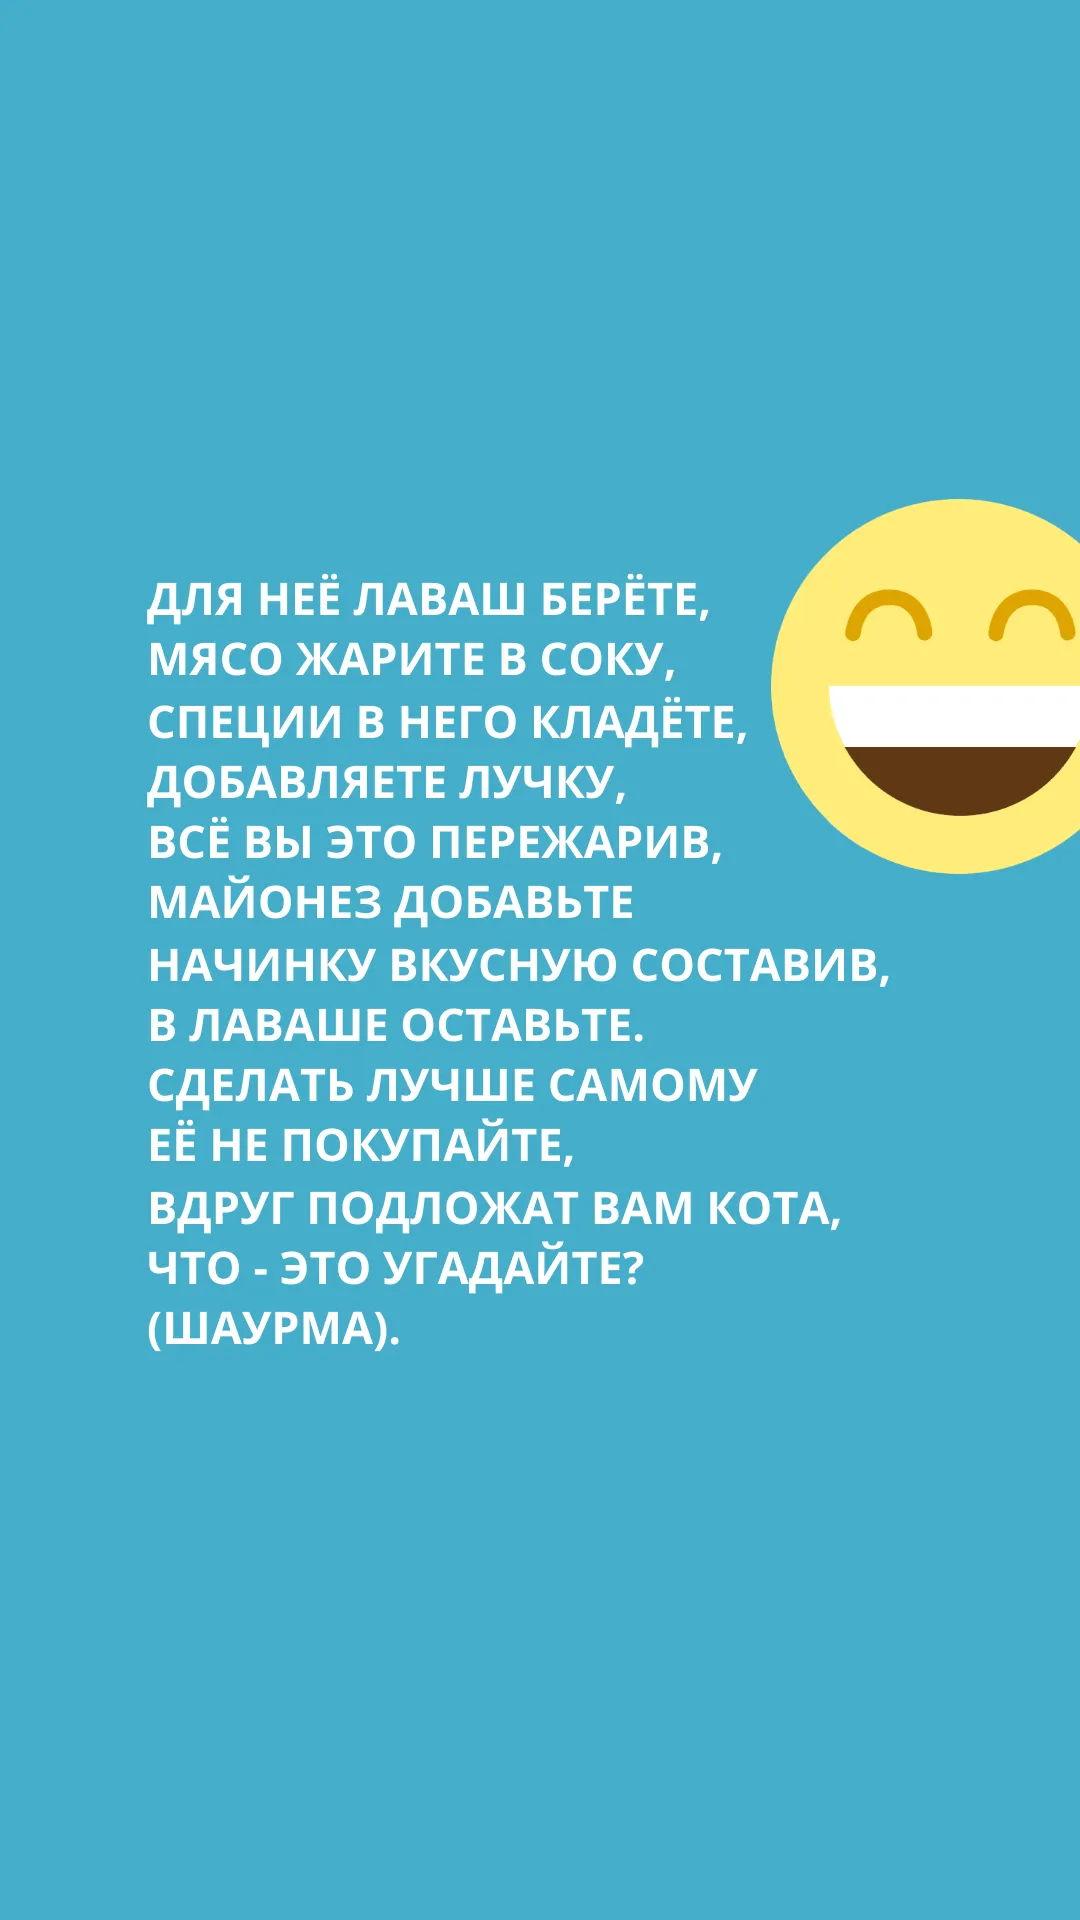 ДЛЯ НЕЁ ЛАВАШ БЕРЁТЕ,
МЯСО ЖАРИТЕ В СОКУ,
СПЕЦИИ В НЕГО КЛАДЁТЕ,
ДОБАВЛЯЕТЕ ЛУЧКУ,
ВСЁ ВЫ ЭТО ПЕРЕЖАРИВ,
МАЙОНЕЗ ДОБАВЬТЕ
НАЧИНКУ ВКУСНУЮ СОСТАВИВ,
В ЛАВАШЕ ОСТАВЬТЕ.
СДЕЛАТЬ ЛУЧШЕ САМОМУ
ЕЁ НЕ ПОКУПАЙТЕ,
ВДРУГ ПОДЛОЖАТ ВАМ КОТА,
ЧТО - ЭТО УГАДАЙТЕ?
(ШАУРМА).